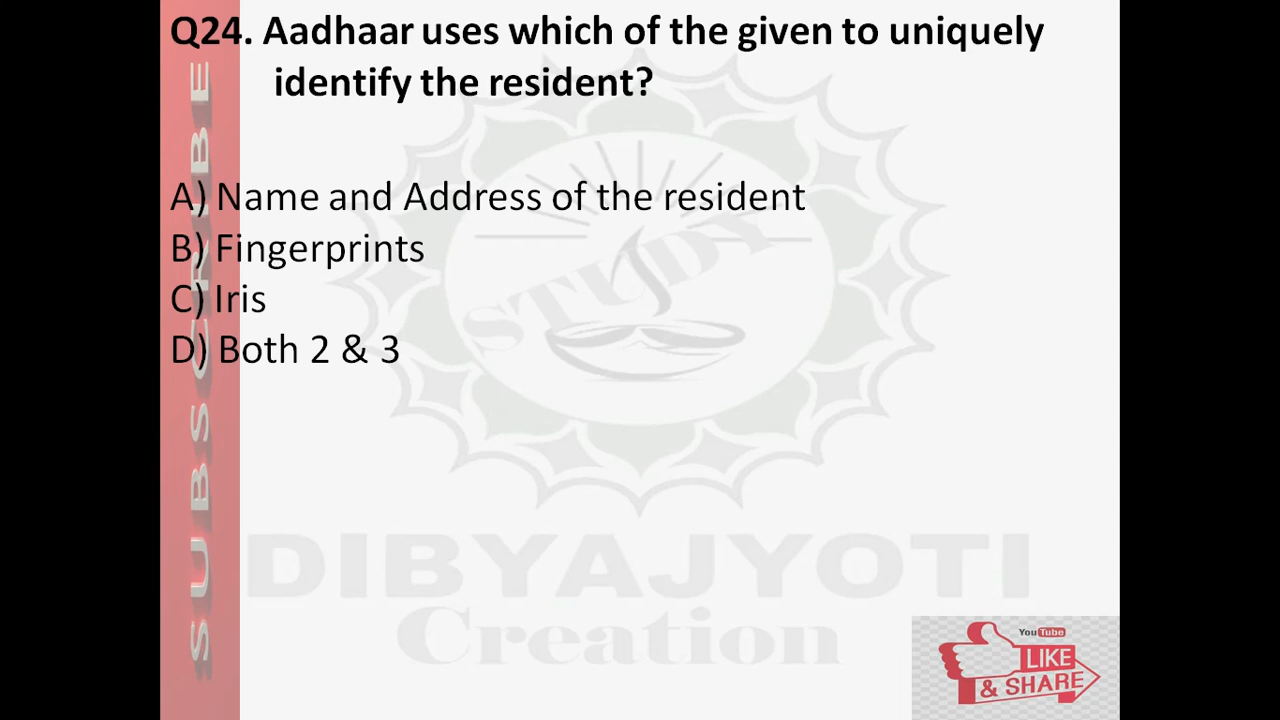 Q24. Aadhaar uses which of the given to uniquely
identify the resident?
A) Name and Address of the resident
B) Fingerprints
C) Iris
D) Both 2 & 3
SUBSCRIBE
STUDY
DIBYAJYOTI
Creation
YouTube
LIKE
& SHARE